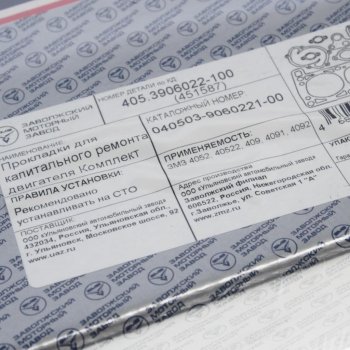 ЗАВОЛЖСКИЙ
МОТОРНЫЙ
ЗАВОД
НОМЕР ДЕТАЛИ по КД
405.3906022-100
(451587)
КАТАЛОЖНЫЙ НОМЕР
040503-9060221-00
НАИМЕНОВАНИЕ
Прокладки для
капитального ремонта
двигателя Комплект
ПРАВИЛА УСТАНОВКИ:
Рекомендовано
устанавливать на СТО
ПРИМЕНЯЕМОСТЬ:
ЗМЗ 4052, 40522, 409, 4091, 4092
ПОСТАВЩИК:
ООО «Ульяновский автомобильный завод»
432034, Россия, Ульяновская обл.,
г. Ульяновск, Московское шоссе, 92
www.uaz.ru
Адрес производства
ООО «Ульяновский автомобильный завод»
Заволжский филиал
606522, Россия, Нижегородская обл.
г.Заволжье, ул. Советская 1 "А"
www.zmz.ru
УПАК
ЗАВОЛЖСКИЙ
МОТОРНЫЙ
ЗАВОД